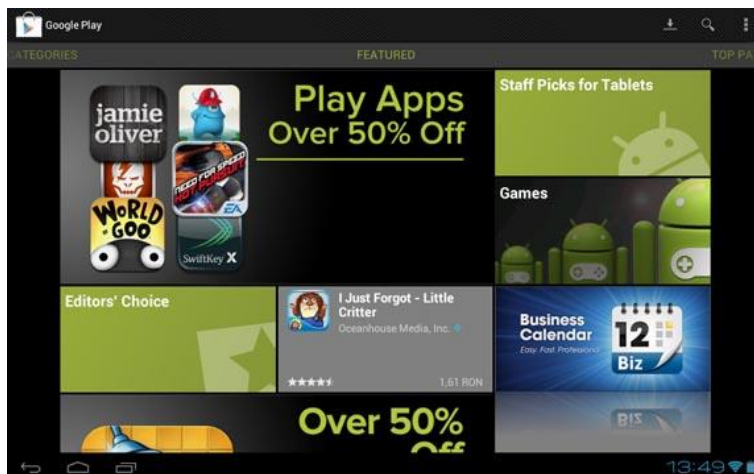 Google Play
CATEGORIES
FEATURED
TOP PA
jamie
oliver
NEED FOR SPEED
HOT PURSUIT
EA
WORLD
of
GOO
SwiftKey X
Play Apps
Over 50% Off
Staff Picks for Tablets
Games
Editors' Choice
I Just Forgot - Little
Critter
Oceanhouse Media, Inc.
1,61 RON
Business
Calendar
Easy. Fast. Professional
12
Biz
Over 50%
Off
13:49